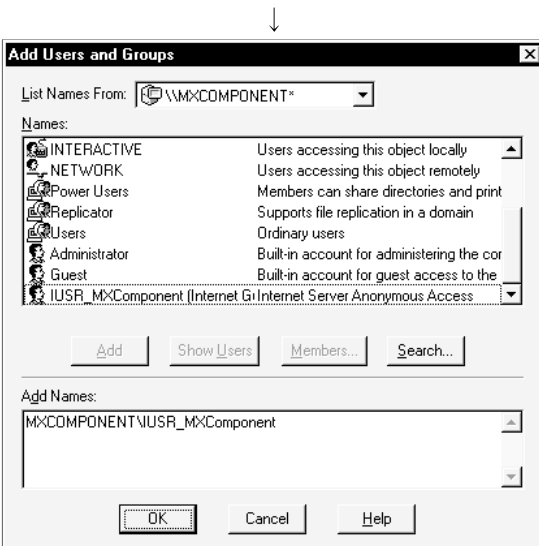 Add Users and Groups
List Names From: \\MXCOMPONENT*
Names:
INTERACTIVE Users accessing this object locally
NETWORK Users accessing this object remotely
Power Users Members can share directories and print
Replicator Supports file replication in a domain
Users Ordinary users
Administrator Built-in account for administering the cor
Guest Built-in account for guest access to the
IUSR_MXComponent (Internet Gu Internet Server Anonymous Access
Add Show Users Members... Search...
Add Names:
MXCOMPONENT\IUSR_MXComponent
OK Cancel Help